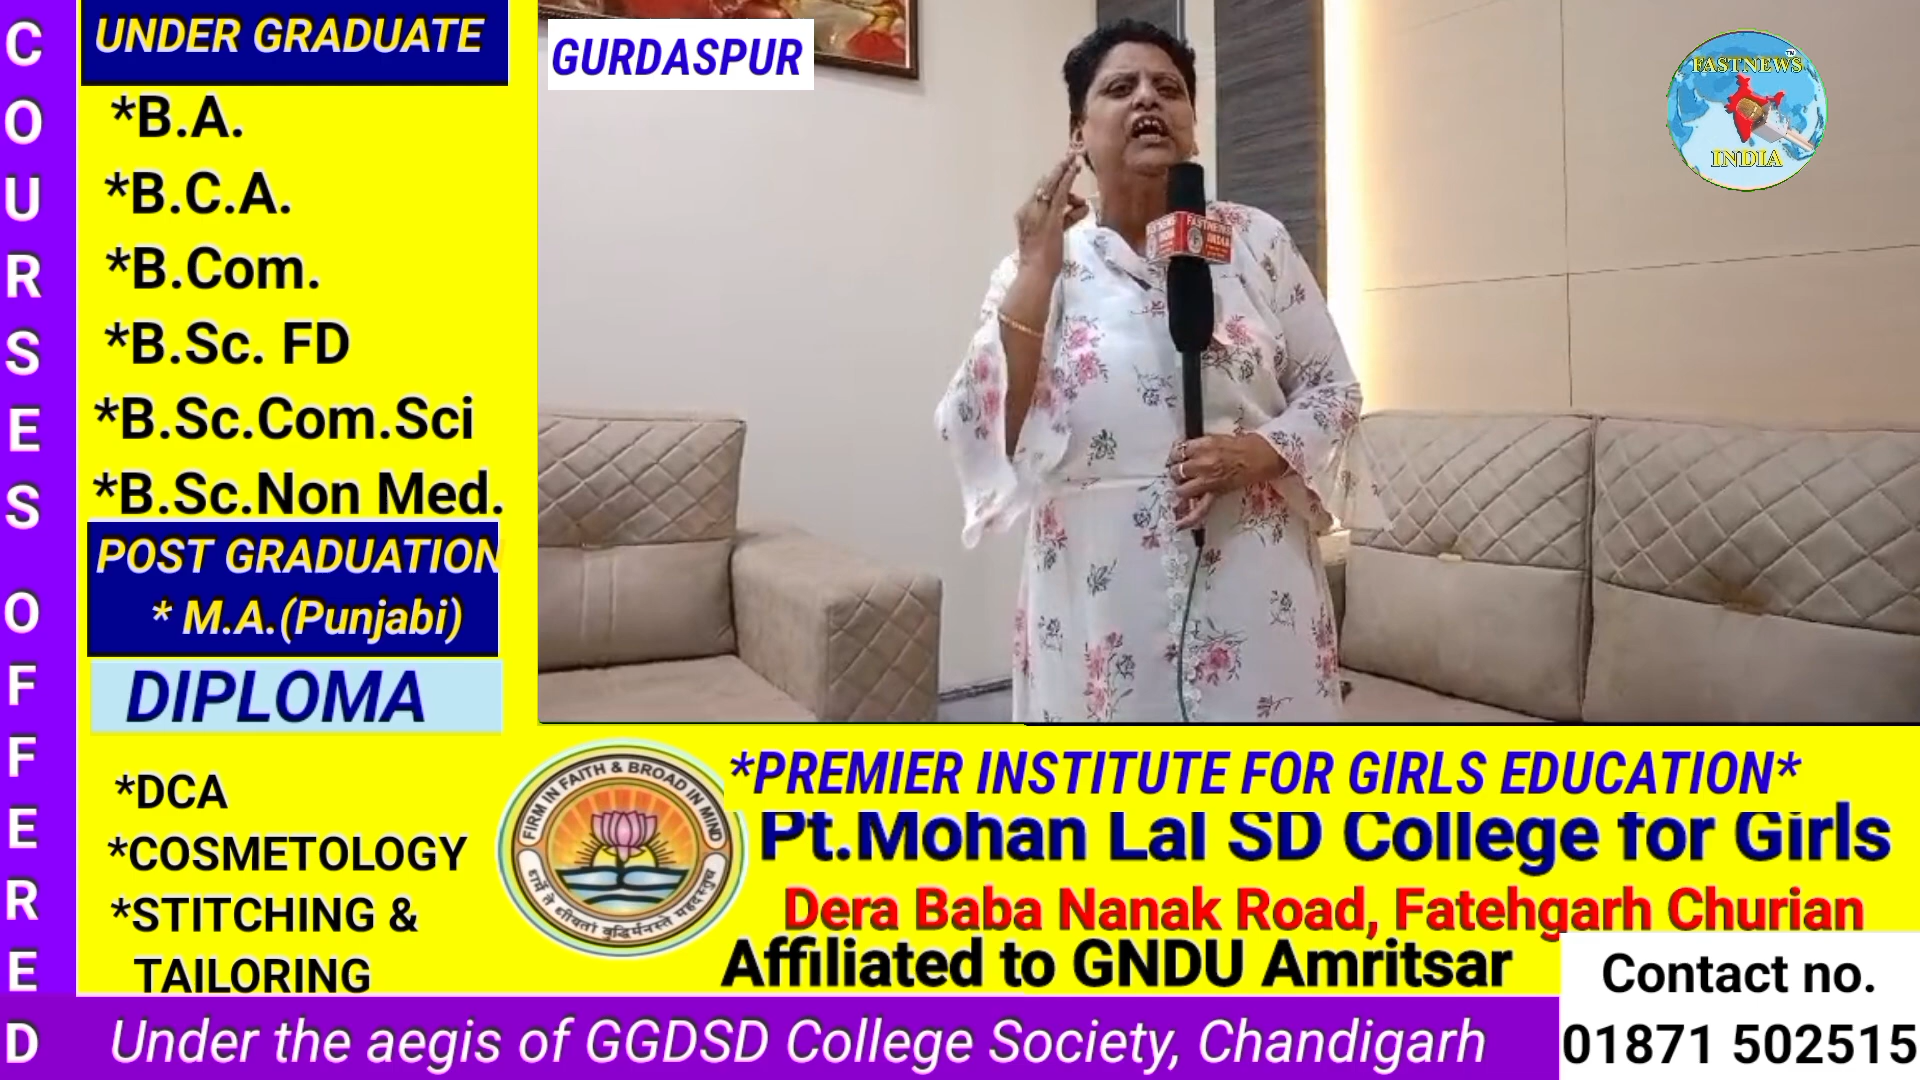 COURSES OFFERED
UNDER GRADUATE
*B.A.
*B.C.A.
*B.Com.
*B.Sc. FD
*B.Sc.Com.Sci
*B.Sc.Non Med.
POST GRADUATION
* M.A.(Punjabi)
DIPLOMA
*DCA
*COSMETOLOGY
*STITCHING &
TAILORING
GURDASPUR
FASTNEWS
INDIA
FASTNEWS
INDIA
FIRM IN FAITH & BROAD IN MIND
*PREMIER INSTITUTE FOR GIRLS EDUCATION*
Pt.Mohan Lal SD College for Girls
Dera Baba Nanak Road, Fatehgarh Churian
Affiliated to GNDU Amritsar
Contact no.
01871 502515
Under the aegis of GGDSD College Society, Chandigarh